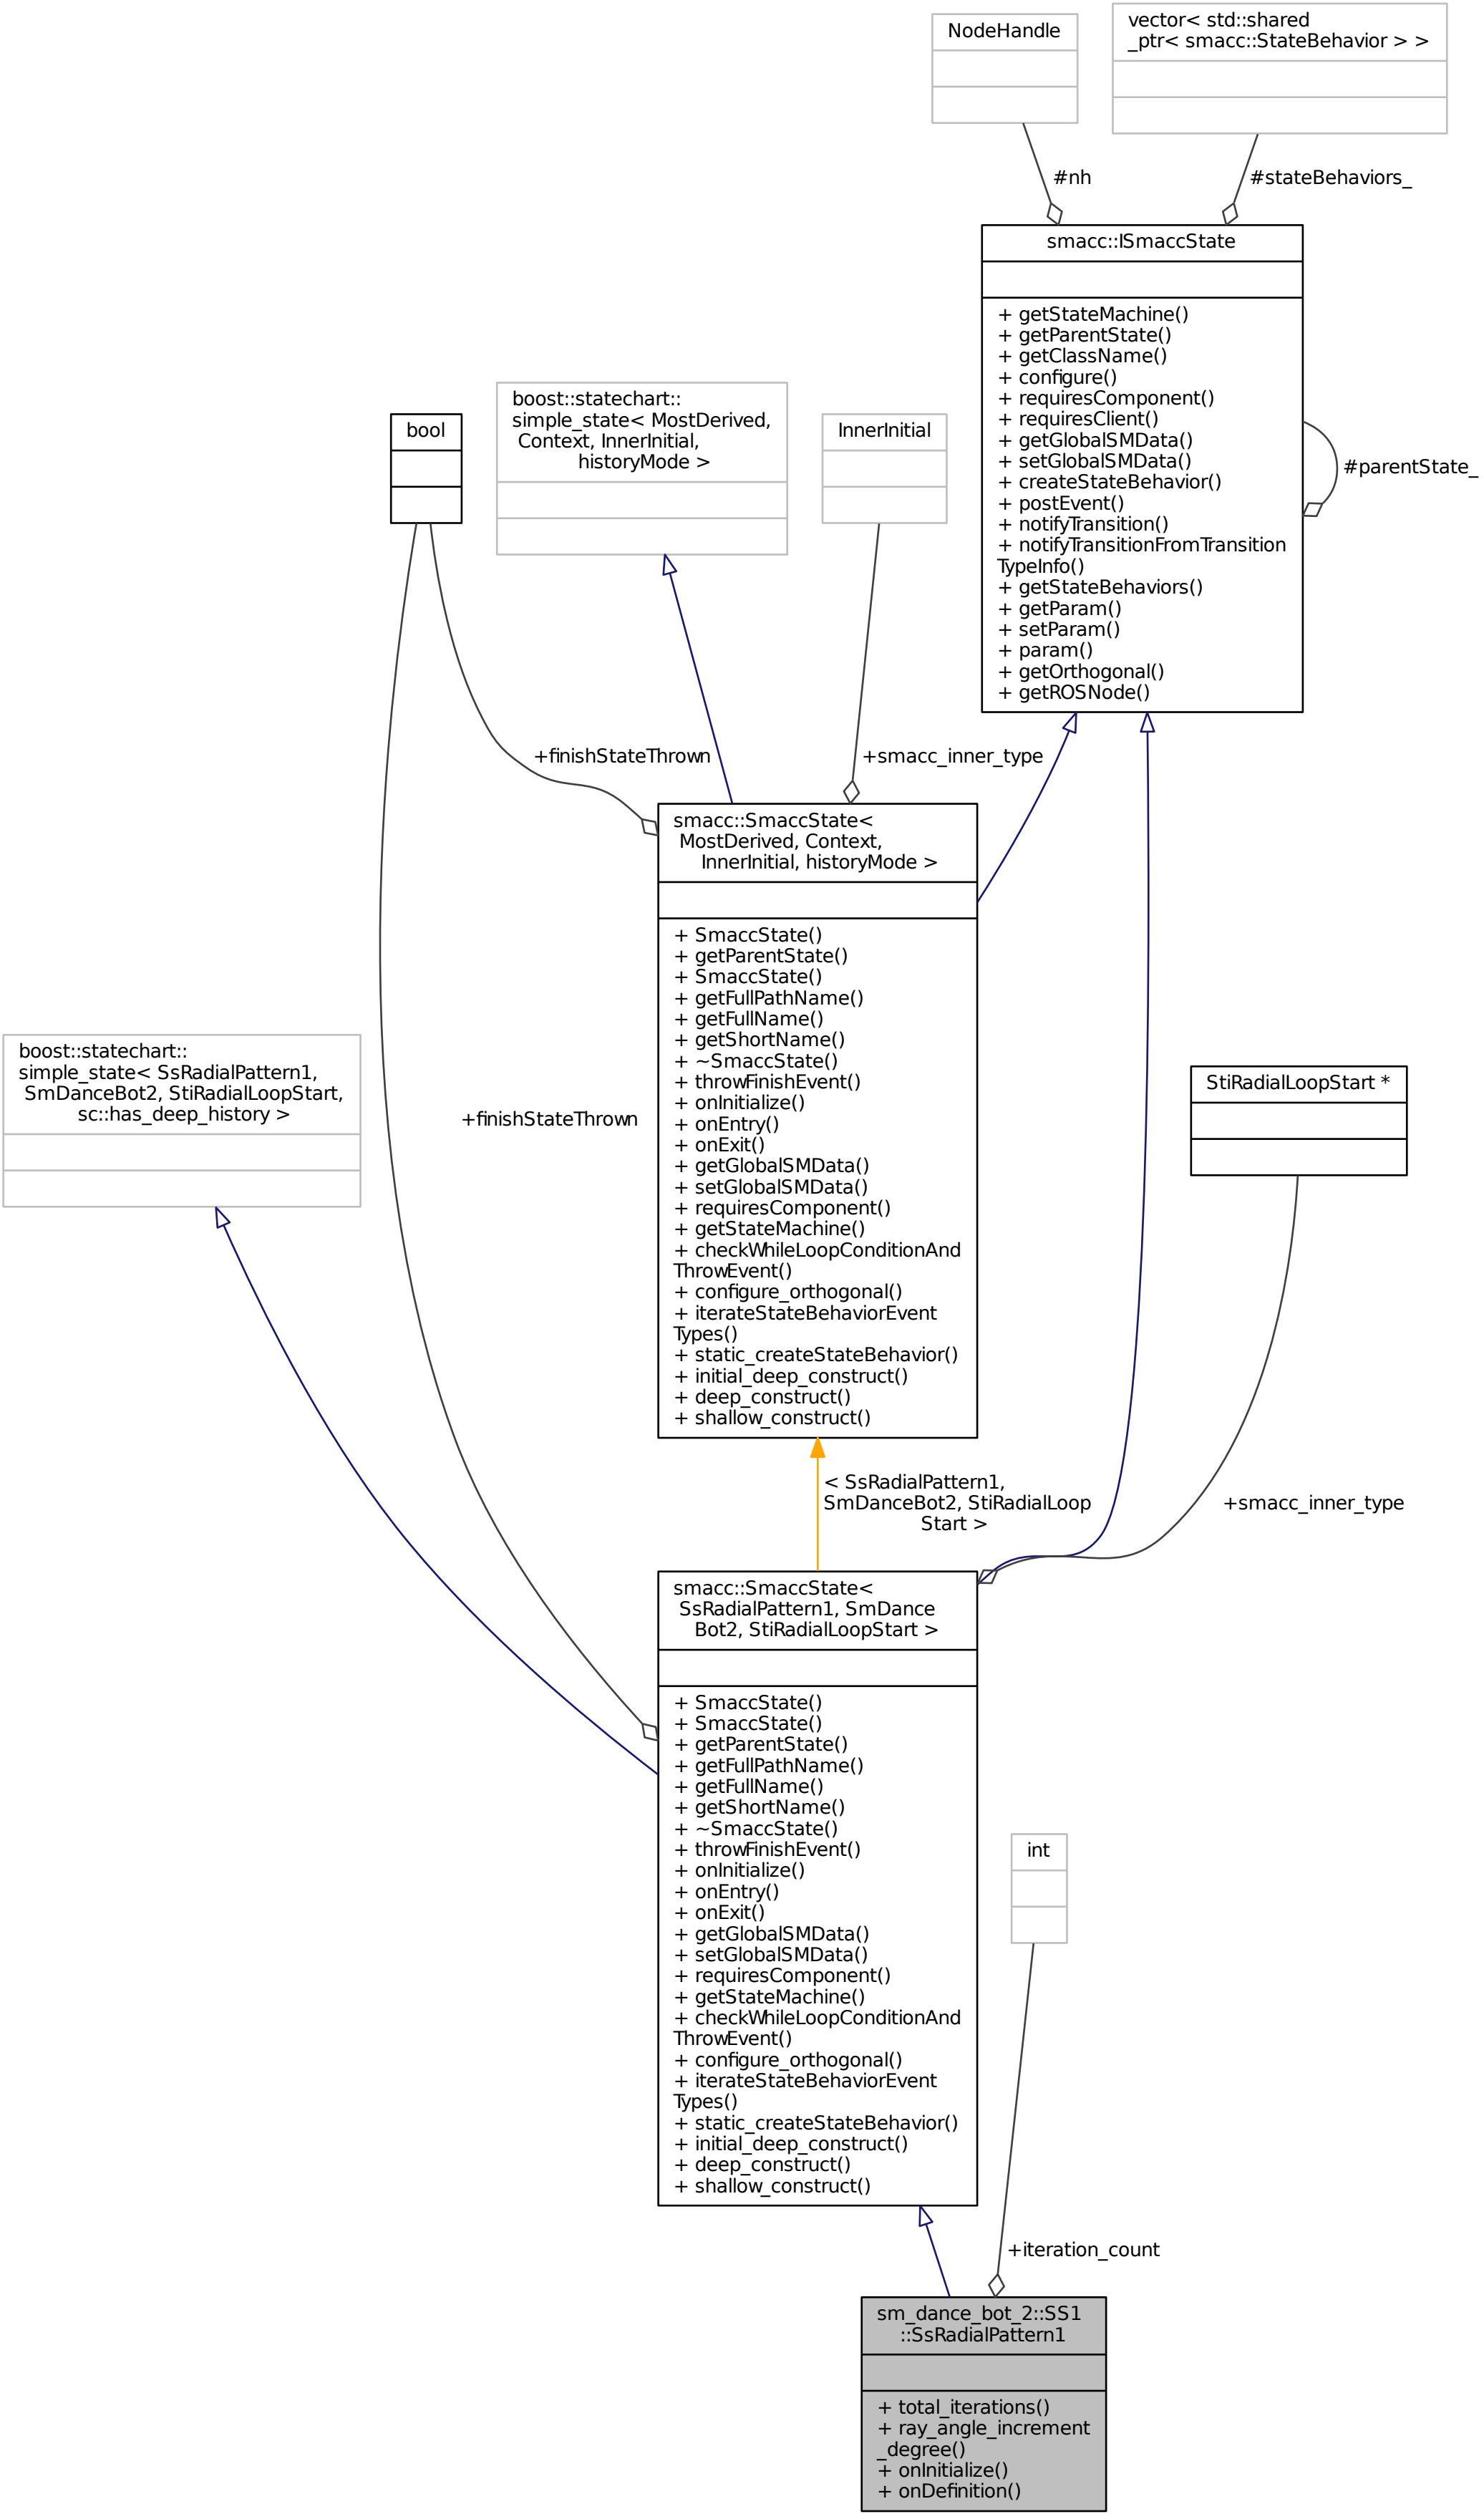 NodeHandle
vector< std::shared
_ptr< smacc::StateBehavior > >
#nh
#stateBehaviors_
smacc::ISmaccState
+ getStateMachine()
+ getParentState()
+ getClassName()
+ configure()
+ requiresComponent()
+ requiresClient()
+ getGlobalSMData()
+ setGlobalSMData()
+ createStateBehavior()
+ postEvent()
+ notifyTransition()
+ notifyTransitionFromTransition
TypeInfo()
+ getStateBehaviors()
+ getParam()
+ setParam()
+ param()
+ getOrthogonal()
+ getROSNode()
#parentState_
bool
boost::statechart::
simple_state< MostDerived,
Context, InnerInitial,
historyMode >
InnerInitial
+finishStateThrown
+smacc_inner_type
smacc::SmaccState<
MostDerived, Context,
InnerInitial, historyMode >
+ SmaccState()
+ getParentState()
+ SmaccState()
+ getFullPathName()
+ getFullName()
+ getShortName()
+ ~SmaccState()
+ throwFinishEvent()
+ onInitialize()
+ onEntry()
+ onExit()
+ getGlobalSMData()
+ setGlobalSMData()
+ requiresComponent()
+ getStateMachine()
+ checkWhileLoopConditionAnd
ThrowEvent()
+ configure_orthogonal()
+ iterateStateBehaviorEvent
Types()
+ static_createStateBehavior()
+ initial_deep_construct()
+ deep_construct()
+ shallow_construct()
boost::statechart::
simple_state< SsRadialPattern1,
SmDanceBot2, StiRadialLoopStart,
sc::has_deep_history >
+finishStateThrown
StiRadialLoopStart *
< SsRadialPattern1,
SmDanceBot2, StiRadialLoop
Start >
+smacc_inner_type
smacc::SmaccState<
SsRadialPattern1, SmDance
Bot2, StiRadialLoopStart >
+ SmaccState()
+ SmaccState()
+ getParentState()
+ getFullPathName()
+ getFullName()
+ getShortName()
+ ~SmaccState()
+ throwFinishEvent()
+ onInitialize()
+ onEntry()
+ onExit()
+ getGlobalSMData()
+ setGlobalSMData()
+ requiresComponent()
+ getStateMachine()
+ checkWhileLoopConditionAnd
ThrowEvent()
+ configure_orthogonal()
+ iterateStateBehaviorEvent
Types()
+ static_createStateBehavior()
+ initial_deep_construct()
+ deep_construct()
+ shallow_construct()
int
+iteration_count
sm_dance_bot_2::SS1
::SsRadialPattern1
+ total_iterations()
+ ray_angle_increment
_degree()
+ onInitialize()
+ onDefinition()